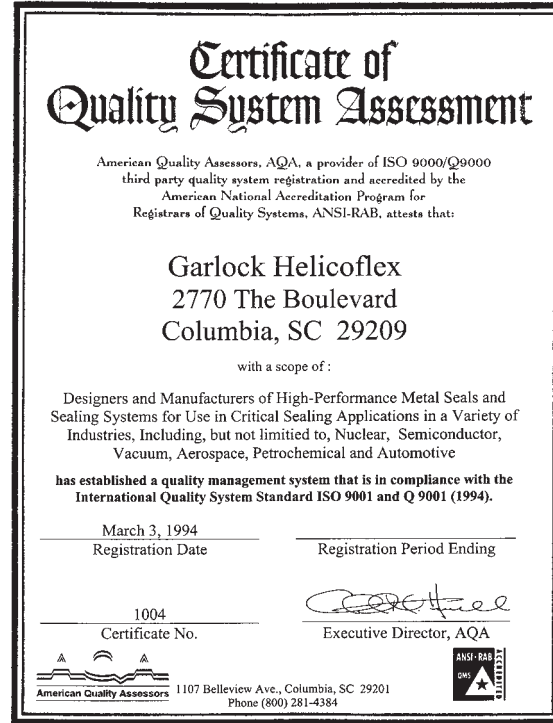 Certificate of
Quality System Assessment
American Quality Assessors, AQA, a provider of ISO 9000/Q9000
third party quality system registration and accredited by the
American National Accreditation Program for
Registrars of Quality Systems, ANSI-RAB, attests that:
Garlock Helicoflex
2770 The Boulevard
Columbia, SC 29209
with a scope of :
Designers and Manufacturers of High-Performance Metal Seals and
Sealing Systems for Use in Critical Sealing Applications in a Variety of
Industries, Including, but not limitied to, Nuclear, Semiconductor,
Vacuum, Aerospace, Petrochemical and Automotive
has established a quality management system that is in compliance with the
International Quality System Standard ISO 9001 and Q 9001 (1994).
March 3, 1994
Registration Date
Registration Period Ending
1004
Certificate No.
Executive Director, AQA
A A
American Quality Assessors
1107 Belleview Ave., Columbia, SC 29201
Phone (800) 281-4384
ANSI-RAB
QMS
ACCREDITED